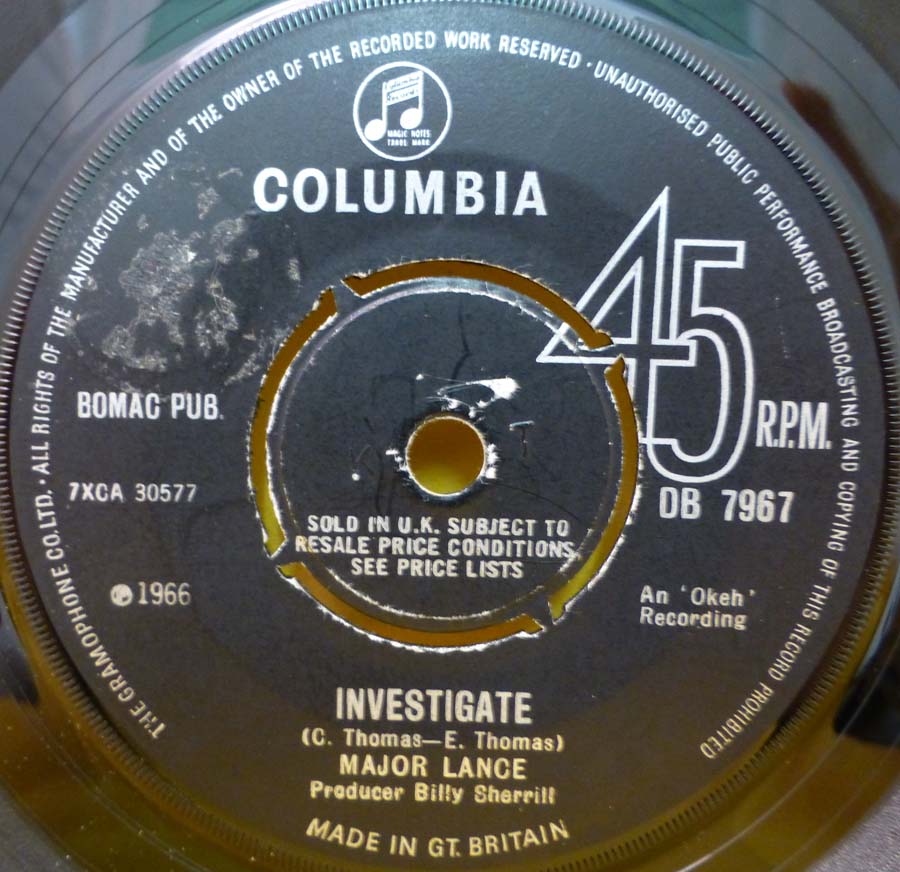 THE GRAMOPHONE CO. LTD. · ALL RIGHTS OF THE MANUFACTURER AND OF THE OWNER OF THE RECORDED WORK RESERVED · UNAUTHORISED PUBLIC PERFORMANCE BROADCASTING AND COPYING OF THIS RECORD PROHIBITED
Columbia
Records
MAGIC NOTES
TRADE MARK
COLUMBIA
45
R.P.M.
BOMAC PUB.
7XCA 30577
DB 7967
SOLD IN U.K. SUBJECT TO
RESALE PRICE CONDITIONS,
SEE PRICE LISTS
℗1966
An 'Okeh'
Recording
INVESTIGATE
(C. Thomas—E. Thomas)
MAJOR LANCE
Producer Billy Sherrill
MADE IN GT. BRITAIN